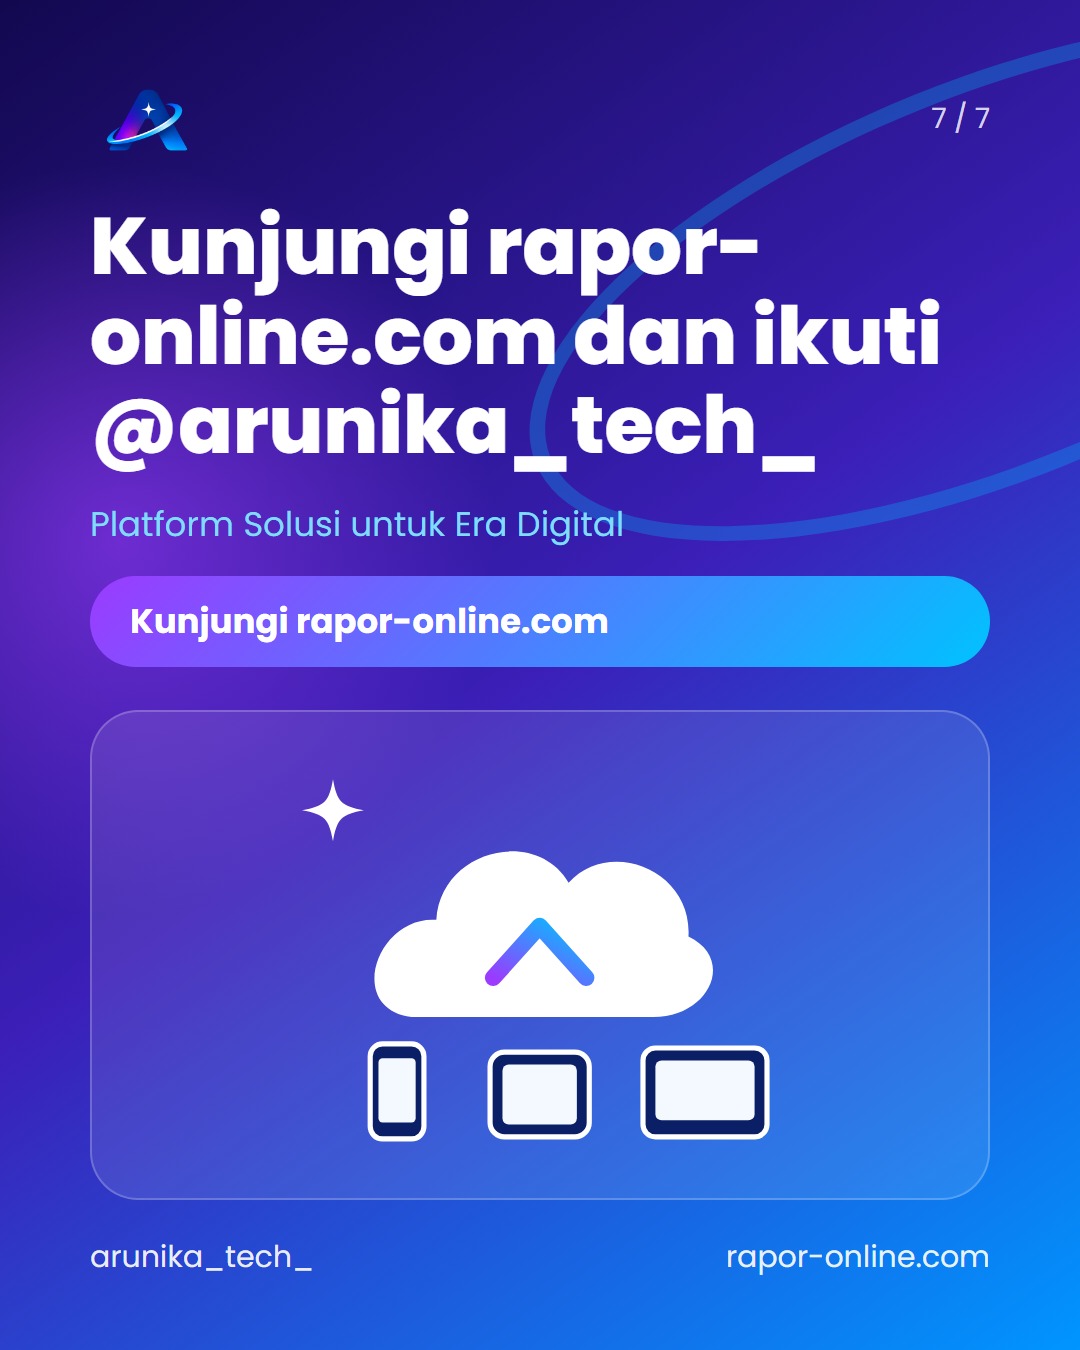 7 / 7
Kunjungi rapor-
online.com dan ikuti
@arunika_tech_
Platform Solusi untuk Era Digital
Kunjungi rapor-online.com
arunika_tech_
rapor-online.com